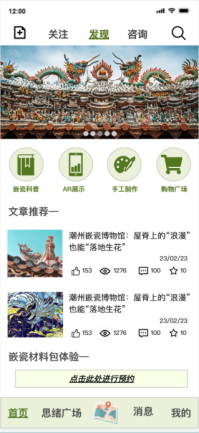 12:00
关注 发现 咨询
嵌瓷科普 AR展示 手工制作 购物广场
文章推荐—
潮州嵌瓷博物馆：屋脊上的“浪漫”
也能“落地生花”
23/02/23
153 1276 100 10
潮州嵌瓷博物馆：屋脊上的“浪漫”
也能“落地生花”
23/02/23
153 1276 100 10
嵌瓷材料包体验—
点击此处进行预约
首页 思绪广场 消息 我的